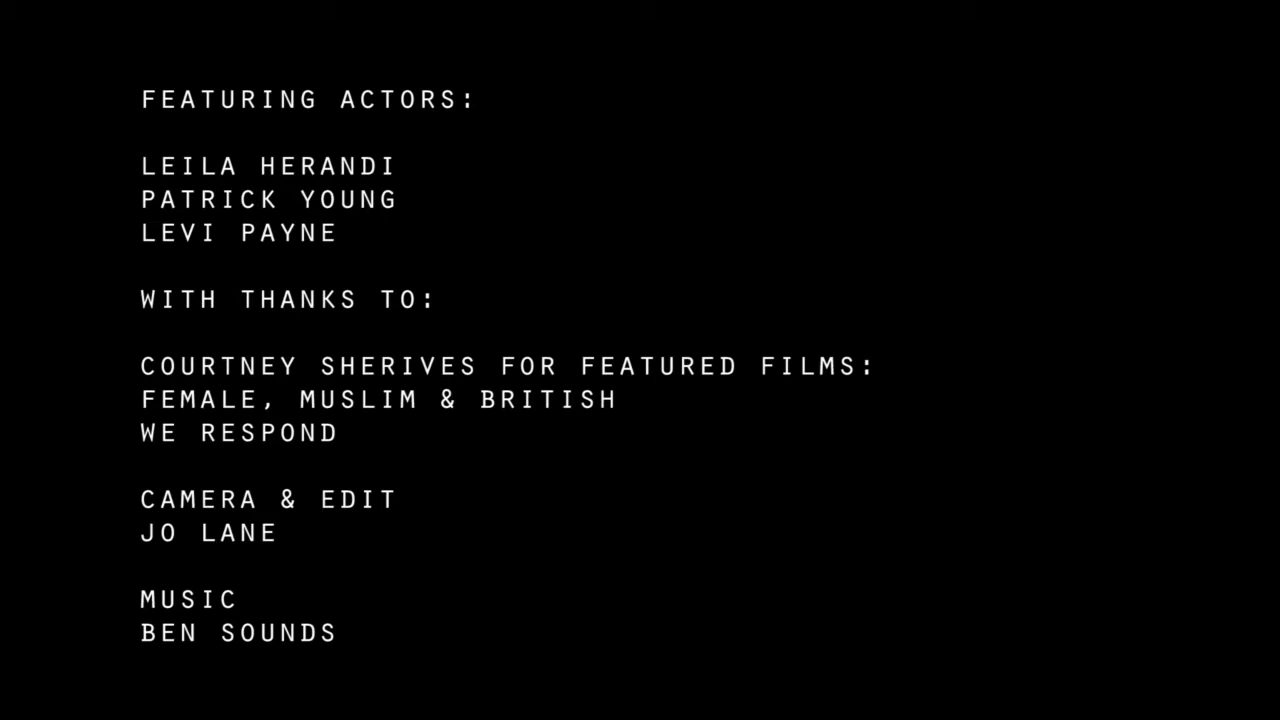 FEATURING ACTORS:
LEILA HERANDI
PATRICK YOUNG
LEVI PAYNE
WITH THANKS TO:
COURTNEY SHERIVES FOR FEATURED FILMS:
FEMALE, MUSLIM & BRITISH
WE RESPOND
CAMERA & EDIT
JO LANE
MUSIC
BEN SOUNDS